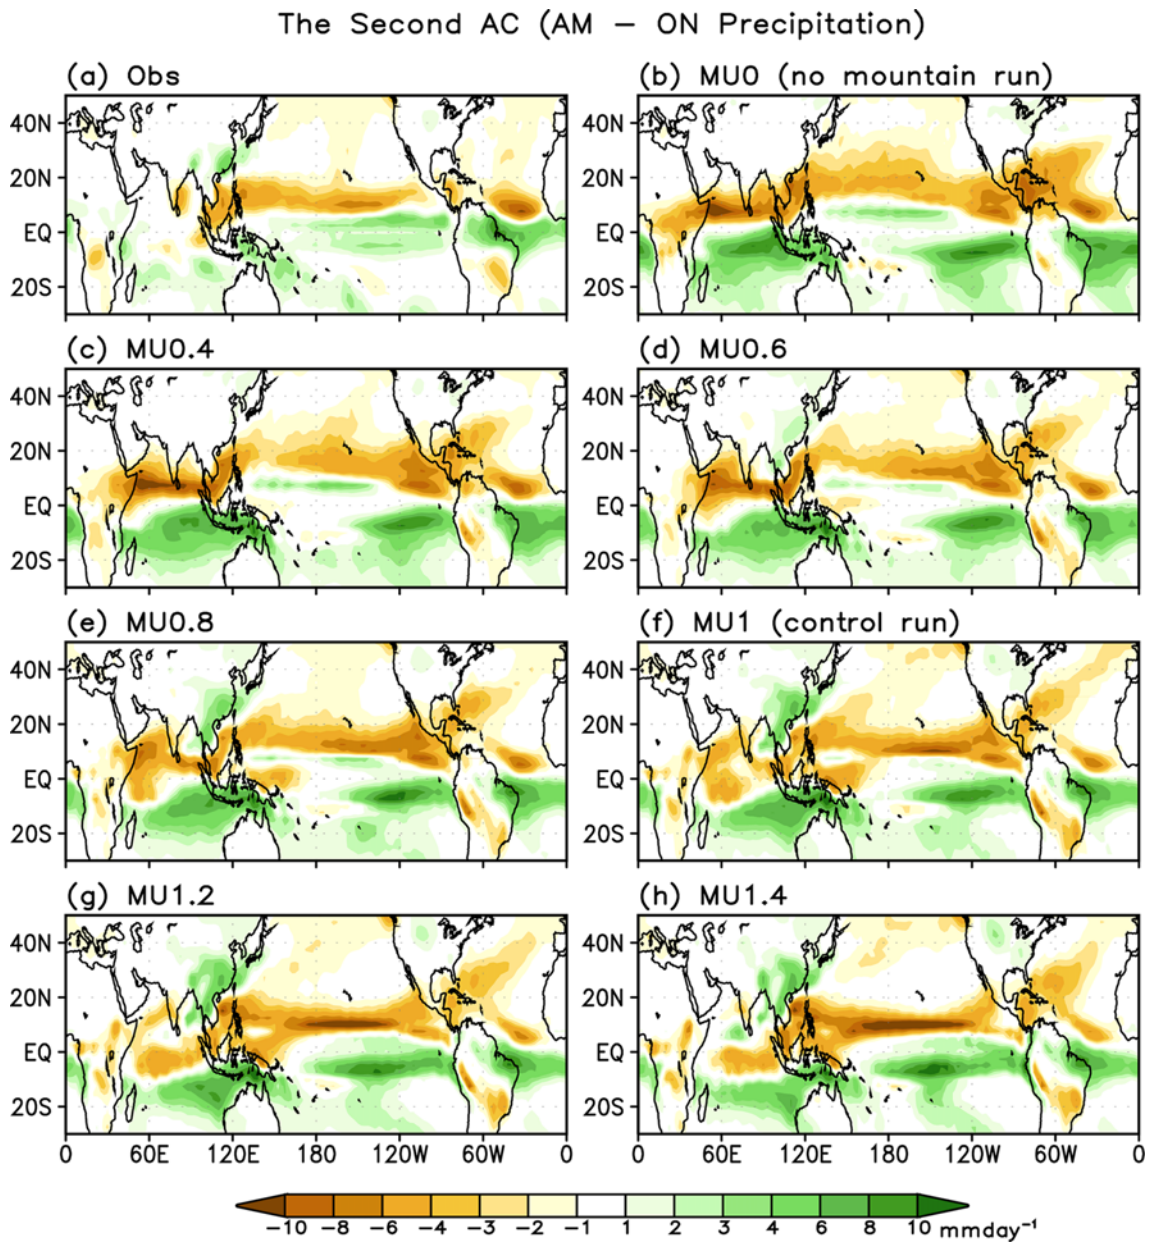 The Second AC (AM – ON Precipitation)
(a) Obs
(b) MU0 (no mountain run)
40N
20N
EQ
20S
40N
20N
EQ
20S
(c) MU0.4
(d) MU0.6
40N
20N
EQ
20S
40N
20N
EQ
20S
(e) MU0.8
(f) MU1 (control run)
40N
20N
EQ
20S
40N
20N
EQ
20S
(g) MU1.2
(h) MU1.4
40N
20N
EQ
20S
40N
20N
EQ
20S
0 60E 120E 180 120W 60W 0
0 60E 120E 180 120W 60W 0
−10 −8 −6 −4 −3 −2 −1 1 2 3 4 6 8 10 mmday⁻¹